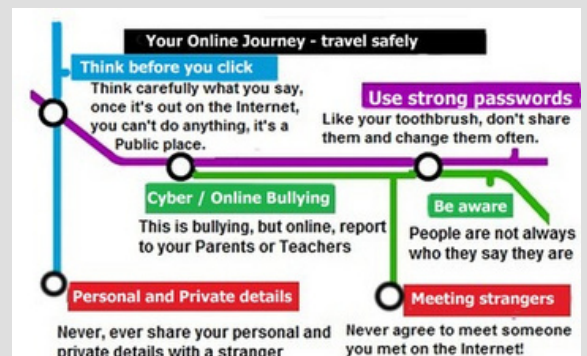 Your Online Journey - travel safely
Think before you click
Think carefully what you say,
once it's out on the Internet,
you can't do anything, it's a
Public place.
Use strong passwords
Like your toothbrush, don't share
them and change them often.
Cyber / Online Bullying
This is bullying, but online, report
to your Parents or Teachers
Be aware
People are not always
who they say they are
Personal and Private details
Never, ever share your personal and
private details with a stranger
Meeting strangers
Never agree to meet someone
you met on the Internet!